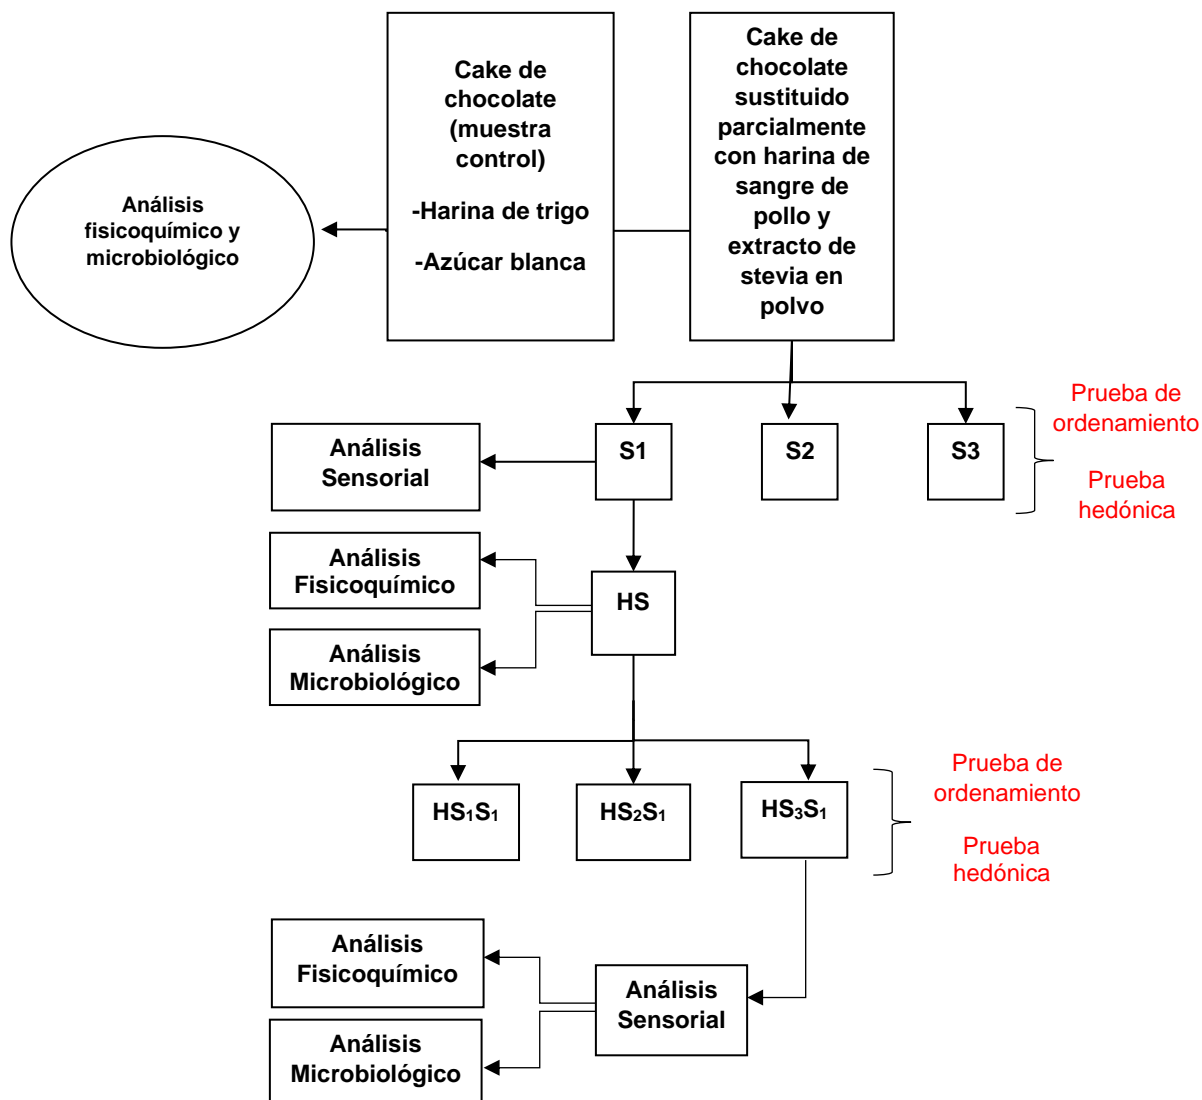 Cake de
chocolate
(muestra
control)
-Harina de trigo
-Azúcar blanca
Cake de
chocolate
sustituido
parcialmente
con harina de
sangre de
pollo y
extracto de
stevia en
polvo
Análisis
fisicoquímico y
microbiológico
Análisis
Sensorial
S1
S2
S3
Prueba de
ordenamiento
Prueba
hedónica
Análisis
Fisicoquímico
HS
Análisis
Microbiológico
HS₁S₁
HS₂S₁
HS₃S₁
Prueba de
ordenamiento
Prueba
hedónica
Análisis
Fisicoquímico
Análisis
Sensorial
Análisis
Microbiológico